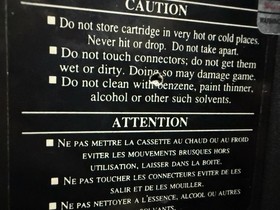 CAUTION
■ Do not store cartridge in very hot or cold places.
Never hit or drop. Do not take apart.
■ Do not touch connectors; do not get them
wet or dirty. Doing so may damage game.
■ Do not clean with benzene, paint thinner,
alcohol or other such solvents.
ATTENTION
■ NE PAS METTRE LA CASSETTE AU CHAUD OU AU FROID
EVITER LES MOUVEMENTS BRUSQUES HORS
UTILISATION, LAISSER DANS LA BOITE.
■ NE PAS TOUCHER LES CONNECTEURS EVITER DE LES
SALIR ET DE LES MOUILLER.
■ NE PAS NETTOYER A L'ESSENCE, ALCOOL OU AUTRES
SOLVANTS.